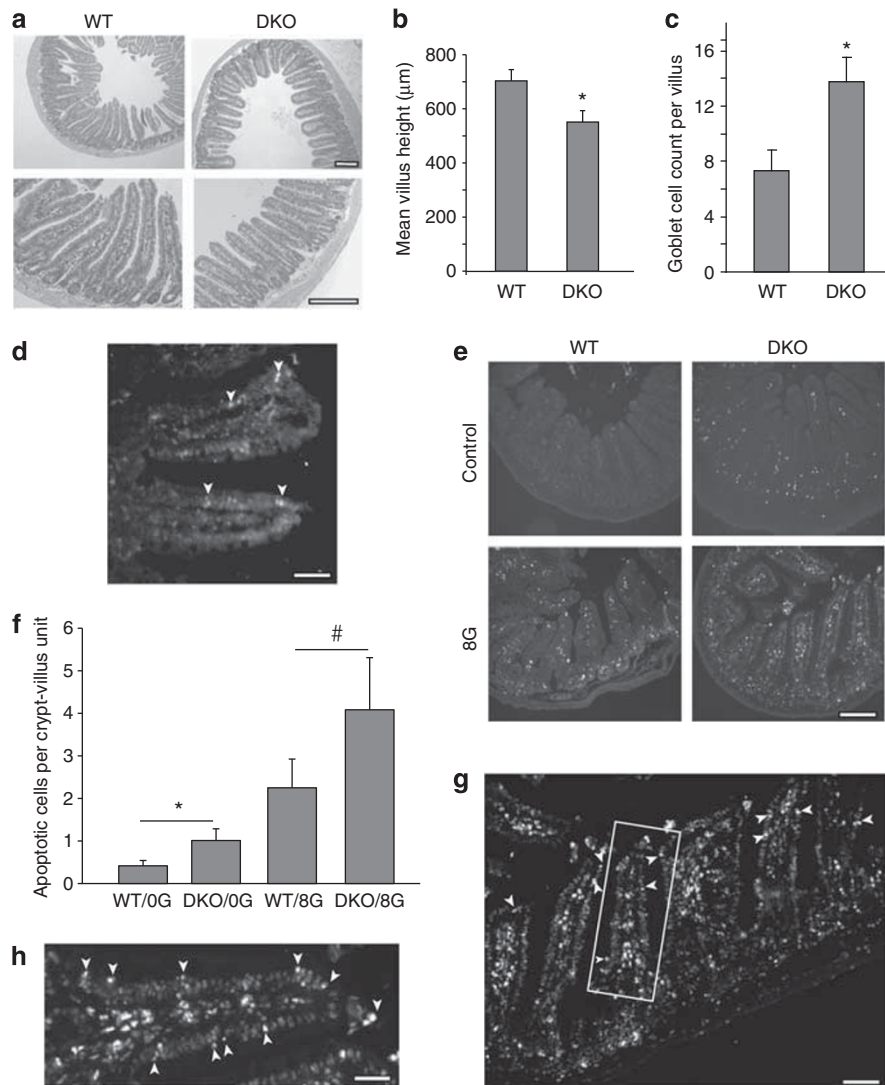 a
WT DKO
b
Mean villus height (μm)
800
600
400
200
0
*
WT DKO
c
Goblet cell count per villus
16
12
8
4
0
*
WT DKO
d
e
WT DKO
Control
8G
f
Apoptotic cells per crypt-villus unit
6
5
4
3
2
1
0
*
#
WT/0G DKO/0G WT/8G DKO/8G
g
h